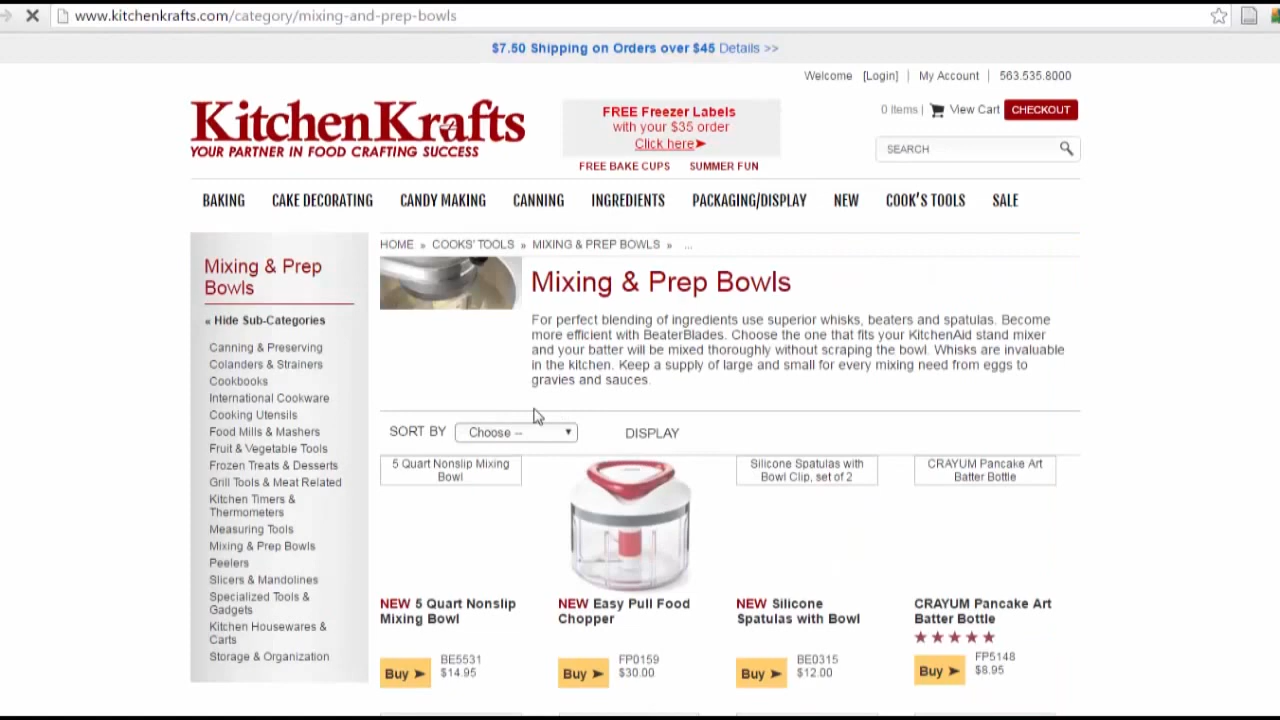 www.kitchenkrafts.com/category/mixing-and-prep-bowls
$7.50 Shipping on Orders over $45 Details >>
Welcome [Login] | My Account | 563.535.8000
KitchenKrafts
YOUR PARTNER IN FOOD CRAFTING SUCCESS
FREE Freezer Labels
with your $35 order
Click here➤
FREE BAKE CUPS SUMMER FUN
0 Items | View Cart CHECKOUT
SEARCH
BAKING CAKE DECORATING CANDY MAKING CANNING INGREDIENTS PACKAGING/DISPLAY NEW COOK'S TOOLS SALE
Mixing & Prep
Bowls
« Hide Sub-Categories
Canning & Preserving
Colanders & Strainers
Cookbooks
International Cookware
Cooking Utensils
Food Mills & Mashers
Fruit & Vegetable Tools
Frozen Treats & Desserts
Grill Tools & Meat Related
Kitchen Timers &
Thermometers
Measuring Tools
Mixing & Prep Bowls
Peelers
Slicers & Mandolines
Specialized Tools &
Gadgets
Kitchen Housewares &
Carts
Storage & Organization
HOME » COOKS' TOOLS » MIXING & PREP BOWLS » ...
Mixing & Prep Bowls
For perfect blending of ingredients use superior whisks, beaters and spatulas. Become
more efficient with BeaterBlades. Choose the one that fits your KitchenAid stand mixer
and your batter will be mixed thoroughly without scraping the bowl. Whisks are invaluable
in the kitchen. Keep a supply of large and small for every mixing need from eggs to
gravies and sauces.
SORT BY Choose -- DISPLAY
5 Quart Nonslip Mixing
Bowl
NEW 5 Quart Nonslip
Mixing Bowl
Buy ➤
BE5531
$14.95
NEW Easy Pull Food
Chopper
Buy ➤
FP0159
$30.00
Silicone Spatulas with
Bowl Clip, set of 2
NEW Silicone
Spatulas with Bowl
Buy ➤
BE0315
$12.00
CRAYUM Pancake Art
Batter Bottle
CRAYUM Pancake Art
Batter Bottle
Buy ➤
FP5148
$8.95